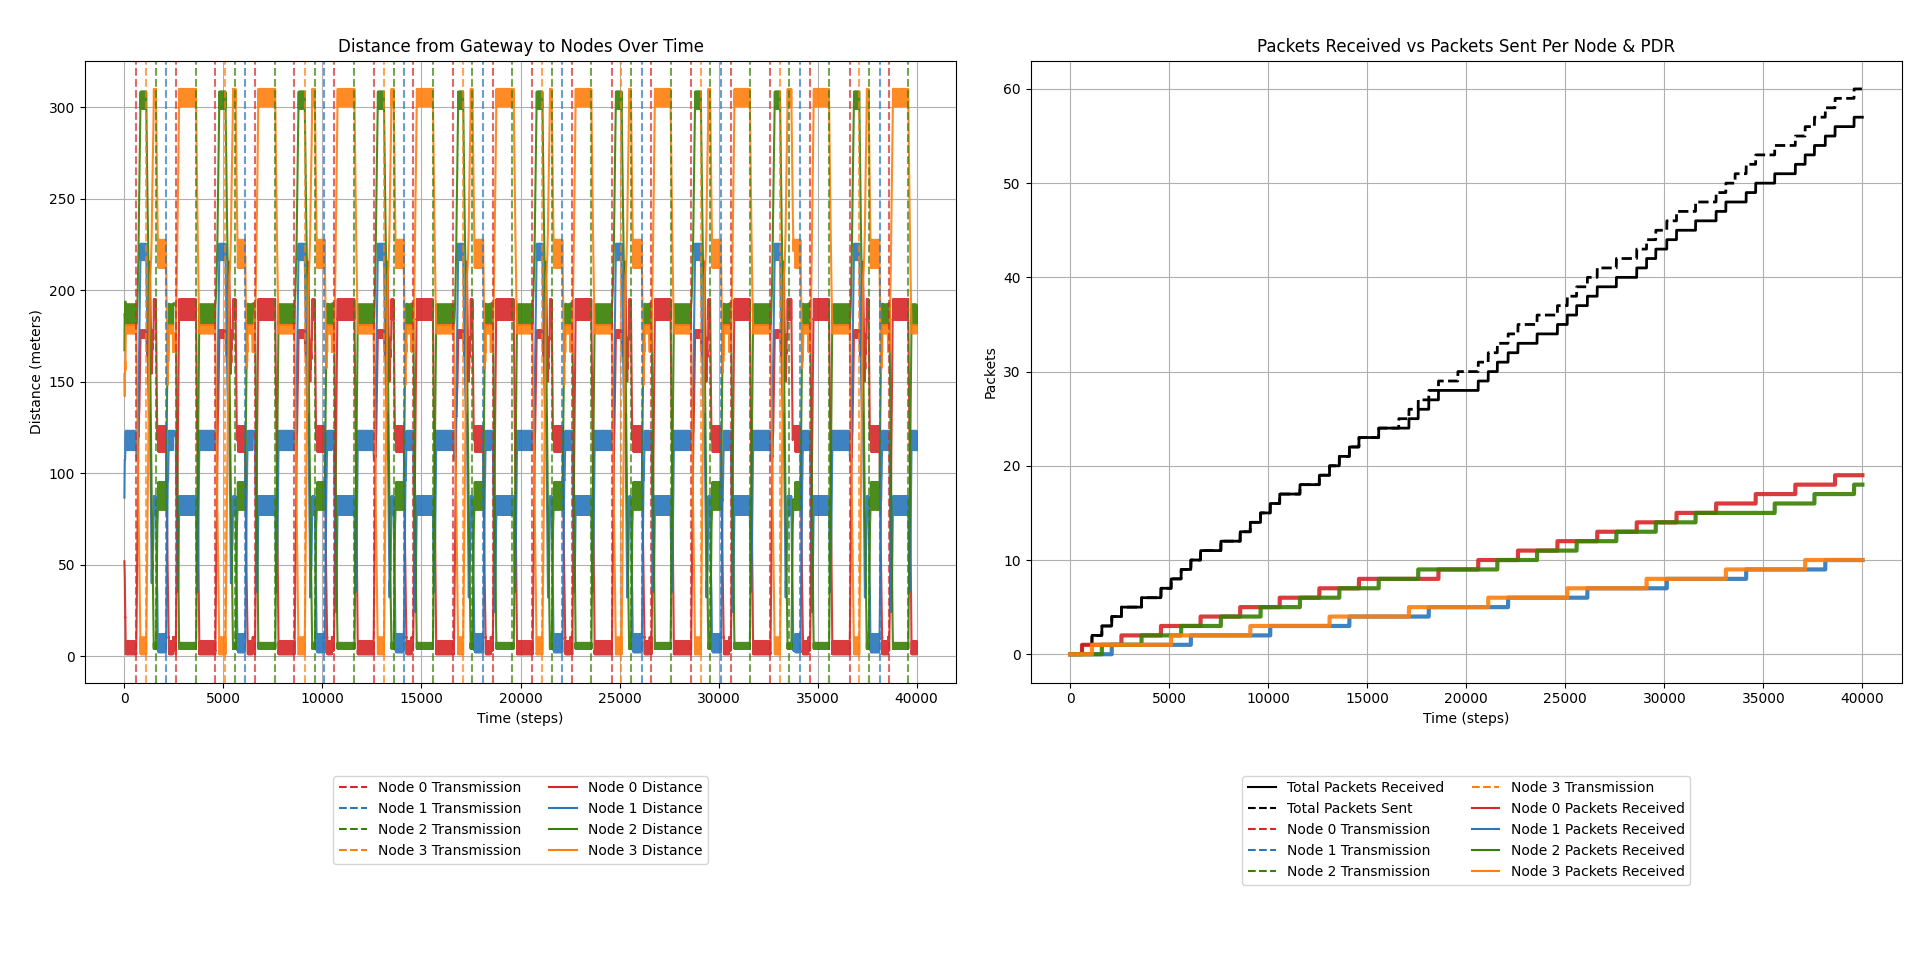 Distance from Gateway to Nodes Over Time
Distance (meters)
300
250
200
150
100
50
0
0 5000 10000 15000 20000 25000 30000 35000 40000
Time (steps)
Node 0 Transmission
Node 1 Transmission
Node 2 Transmission
Node 3 Transmission
Node 0 Distance
Node 1 Distance
Node 2 Distance
Node 3 Distance
Packets Received vs Packets Sent Per Node & PDR
Packets
60
50
40
30
20
10
0
0 5000 10000 15000 20000 25000 30000 35000 40000
Time (steps)
Total Packets Received
Total Packets Sent
Node 0 Transmission
Node 1 Transmission
Node 2 Transmission
Node 3 Transmission
Node 0 Packets Received
Node 1 Packets Received
Node 2 Packets Received
Node 3 Packets Received